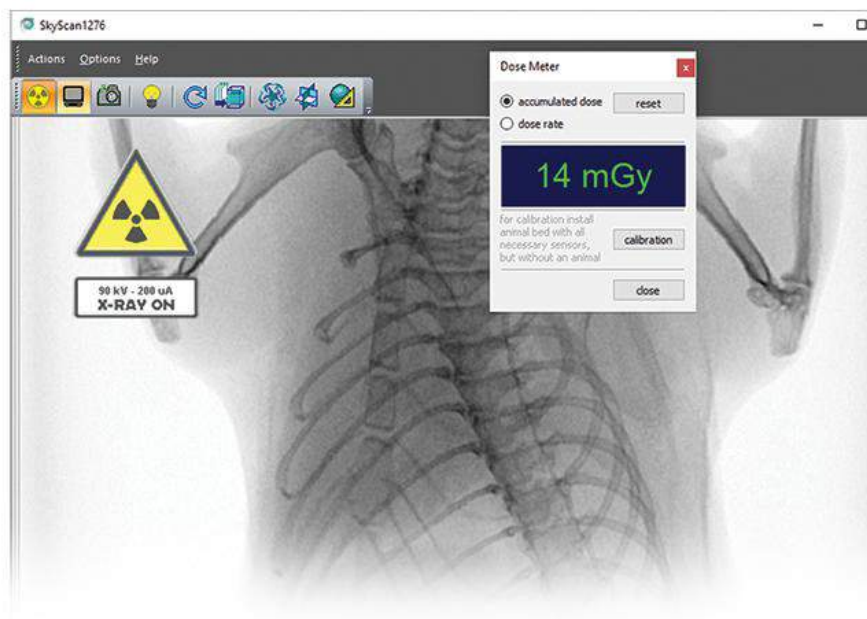 SkyScan1276
Actions Options Help
Dose Meter
accumulated dose
reset
dose rate
14 mGy
for calibration install
animal bed with all
necessary sensors,
but without an animal
calibration
close
90 kV - 200 uA
X-RAY ON